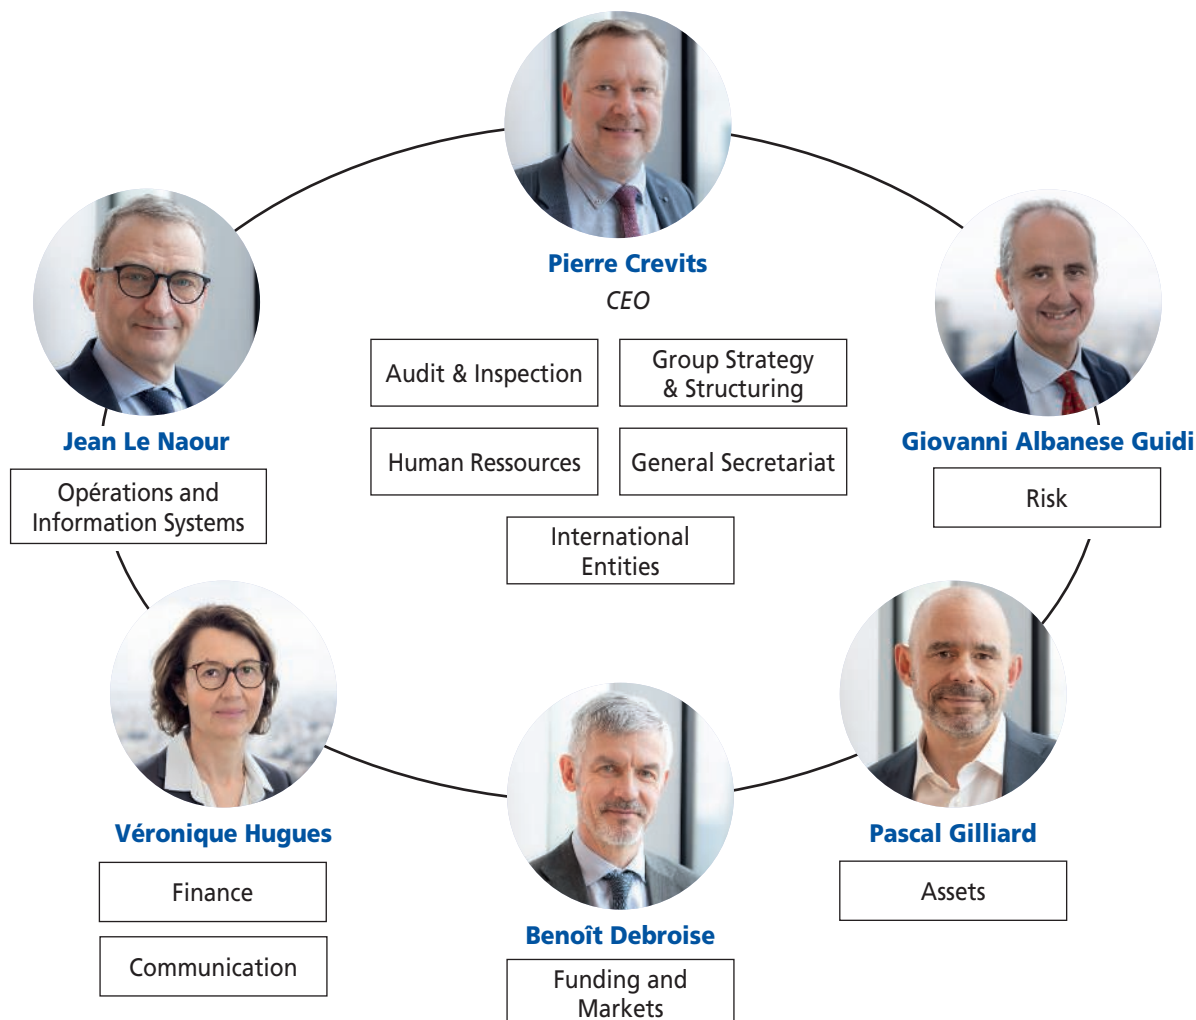 Pierre Crevits
CEO
Audit & Inspection
Group Strategy
& Structuring
Human Ressources
General Secretariat
International
Entities
Jean Le Naour
Opérations and
Information Systems
Giovanni Albanese Guidi
Risk
Véronique Hugues
Finance
Communication
Benoît Debroise
Funding and
Markets
Pascal Gilliard
Assets